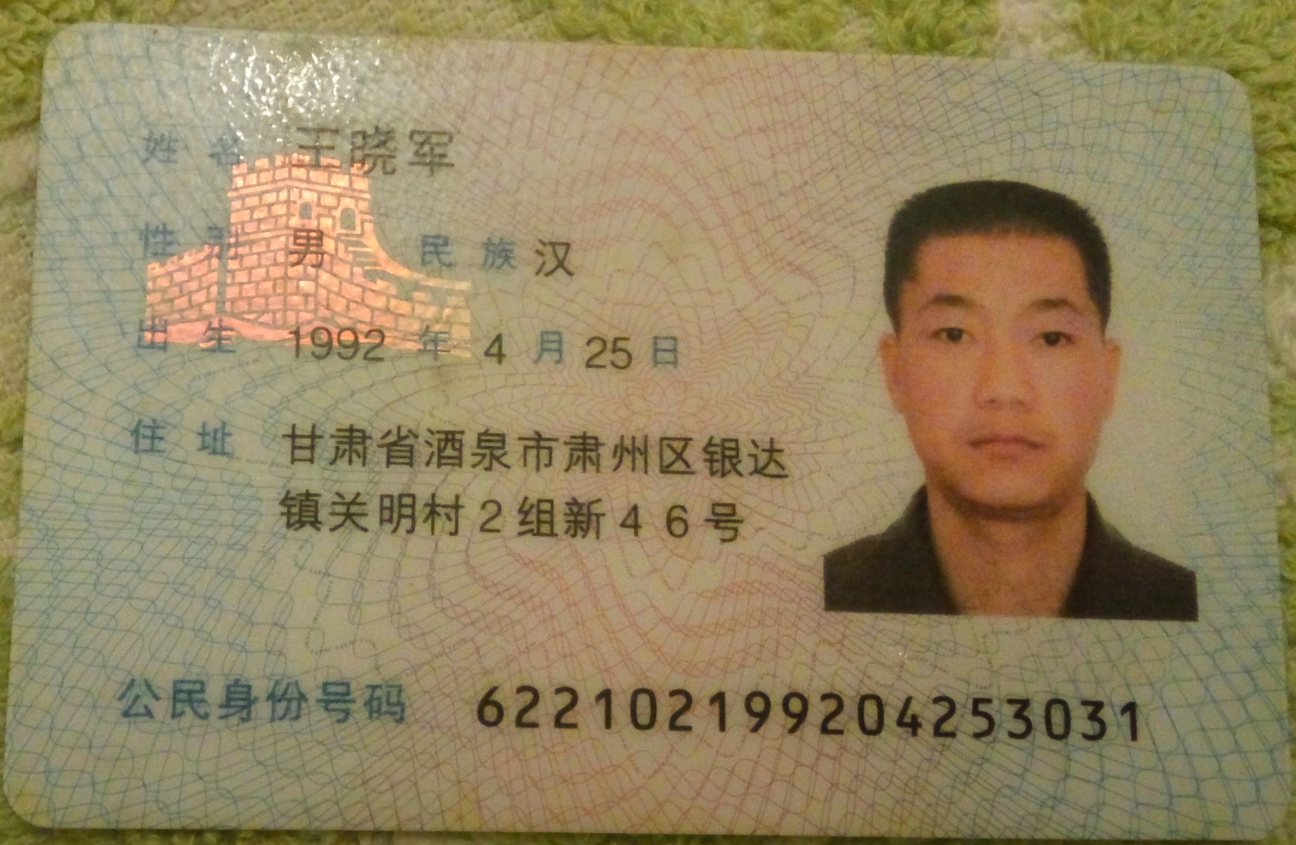 姓名 王晓军
性别 男 民族 汉
出生 1992 年 4 月 25 日
住址 甘肃省酒泉市肃州区银达
镇关明村2组新46号
公民身份号码 622102199204253031